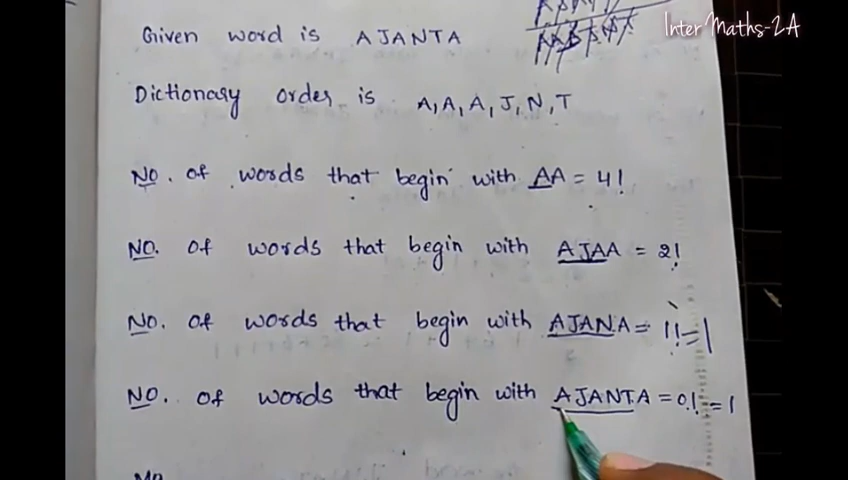 Inter Maths-2A
Given word is AJANTA
Dictionary order is A, A, A, J, N, T
NO. of words that begin with AA = 4!
NO. of words that begin with AJAA = 2!
NO. of words that begin with AJANA = 1! = 1
NO. of words that begin with AJANTA = 0! = 1